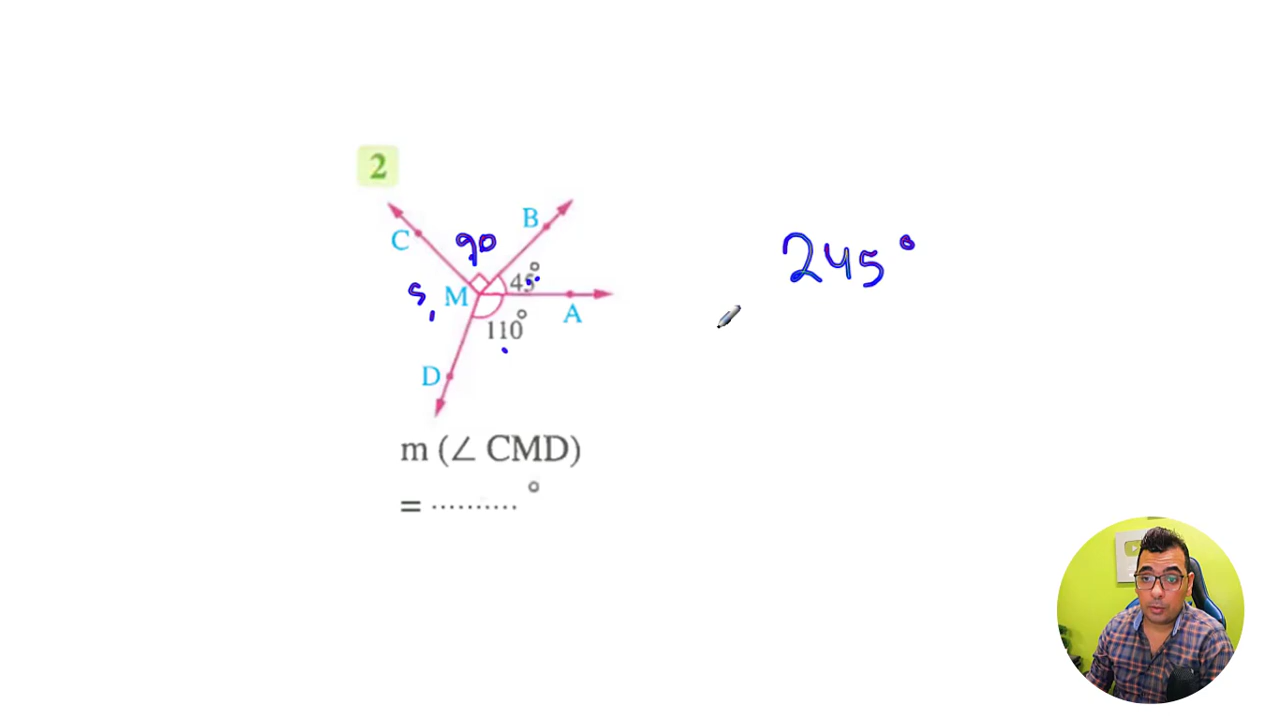 2
B
C
90
45°
M
A
110°
D
m (∠ CMD)
= .......... °
245°